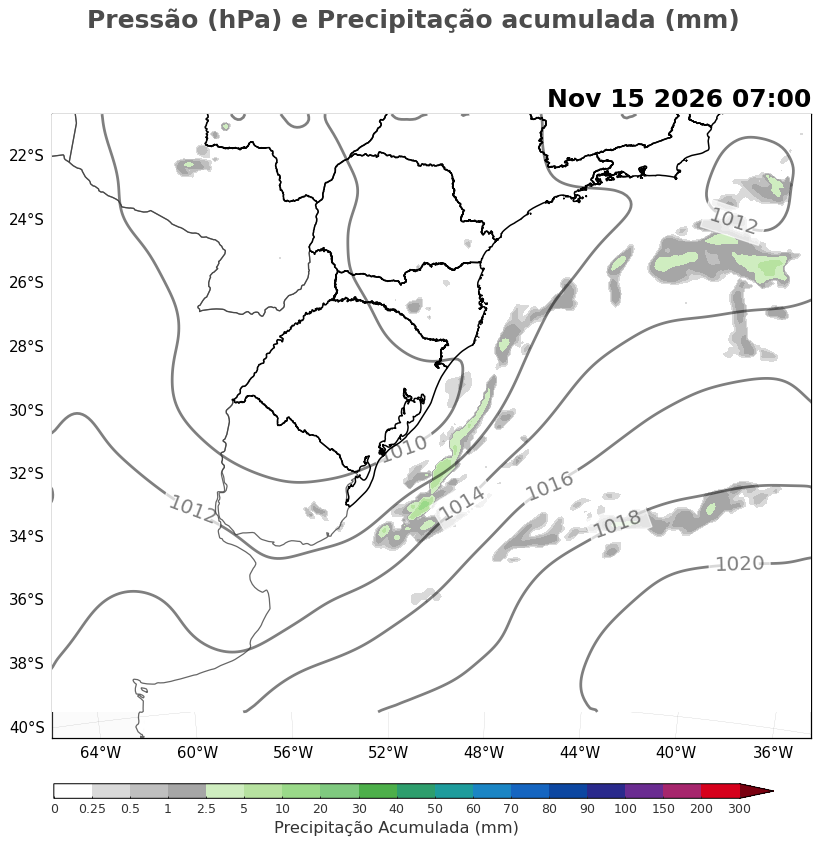 Pressão (hPa) e Precipitação acumulada (mm)
Nov 15 2026 07:00
22°S
24°S
26°S
28°S
30°S
32°S
34°S
36°S
38°S
40°S
1012
1010
1012
1014
1016
1018
1020
64°W 60°W 56°W 52°W 48°W 44°W 40°W 36°W
0 0.25 0.5 1 2.5 5 10 20 30 40 50 60 70 80 90 100 150 200 300
Precipitação Acumulada (mm)